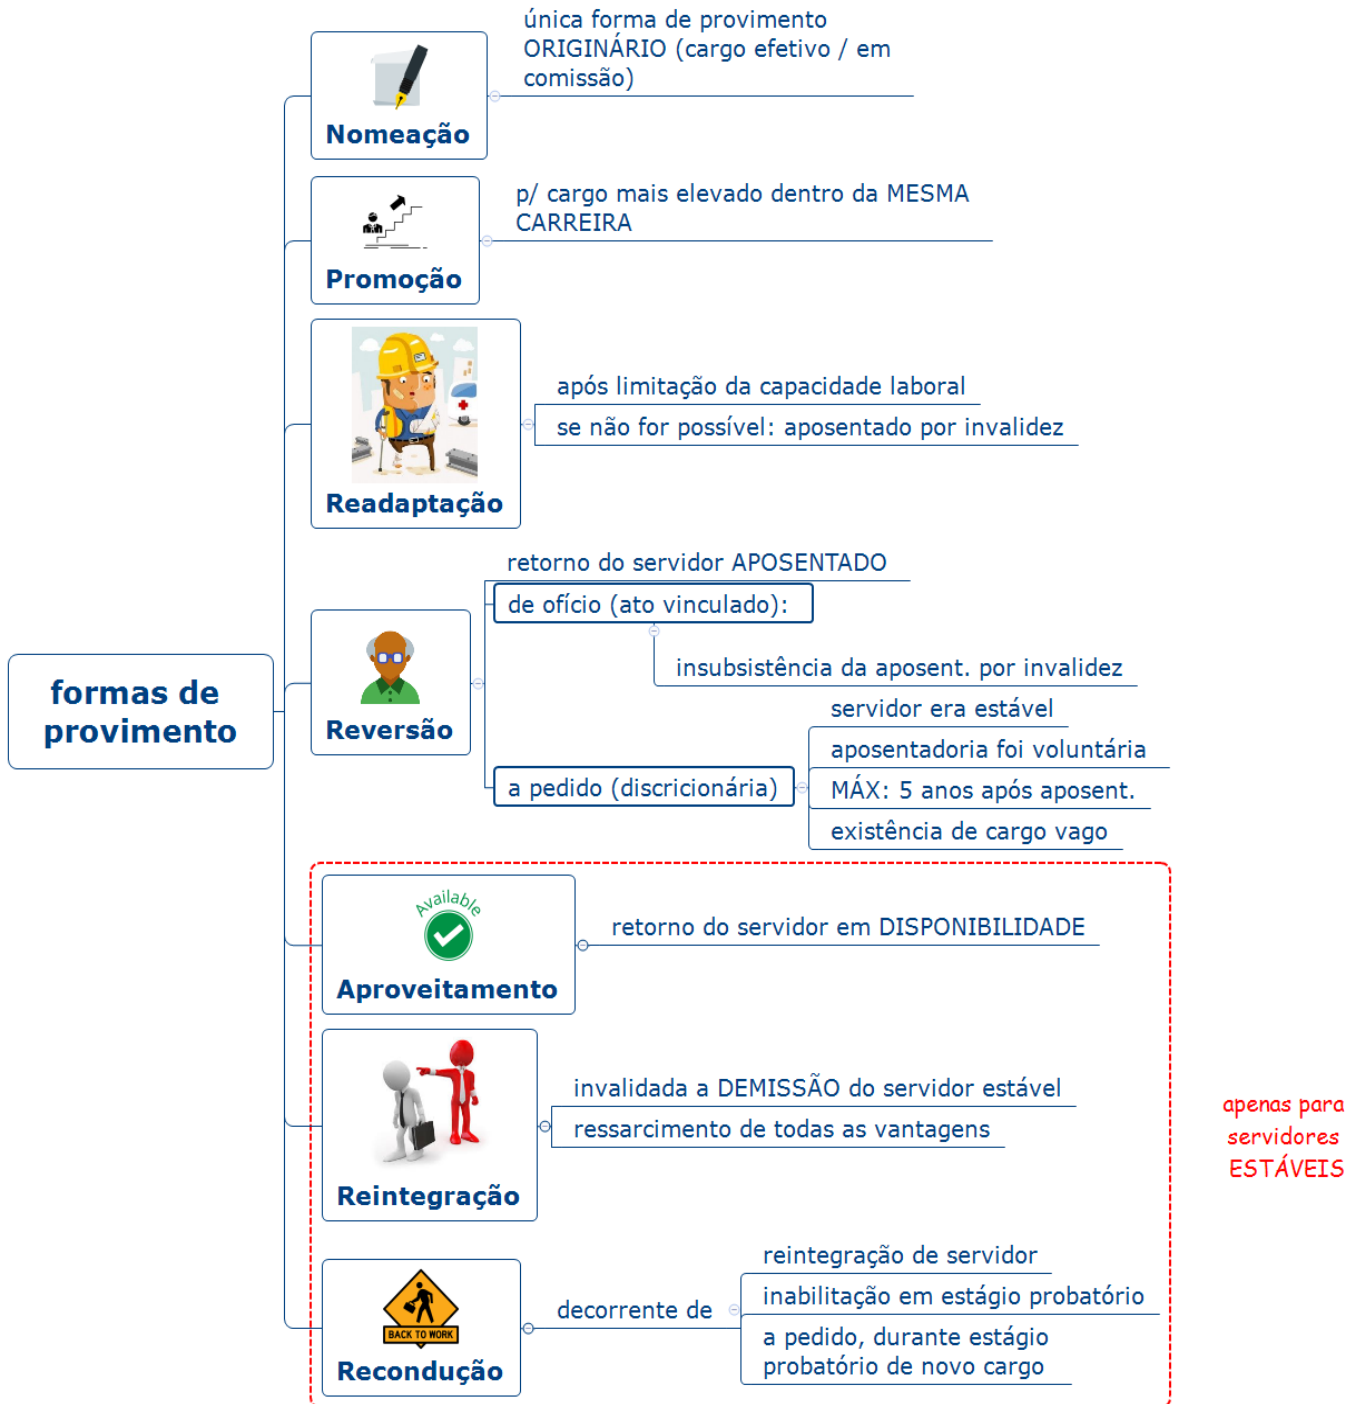 única forma de provimento
ORIGINÁRIO (cargo efetivo / em
comissão)
Nomeação
p/ cargo mais elevado dentro da MESMA
CARREIRA
Promoção
após limitação da capacidade laboral
se não for possível: aposentado por invalidez
Readaptação
retorno do servidor APOSENTADO
de ofício (ato vinculado):
insubsistência da aposent. por invalidez
formas de
provimento
Reversão
servidor era estável
aposentadoria foi voluntária
a pedido (discricionária)
MÁX: 5 anos após aposent.
existência de cargo vago
Available
retorno do servidor em DISPONIBILIDADE
Aproveitamento
invalidada a DEMISSÃO do servidor estável
ressarcimento de todas as vantagens
Reintegração
apenas para
servidores
ESTÁVEIS
reintegração de servidor
decorrente de
inabilitação em estágio probatório
a pedido, durante estágio
probatório de novo cargo
BACK TO WORK
Recondução